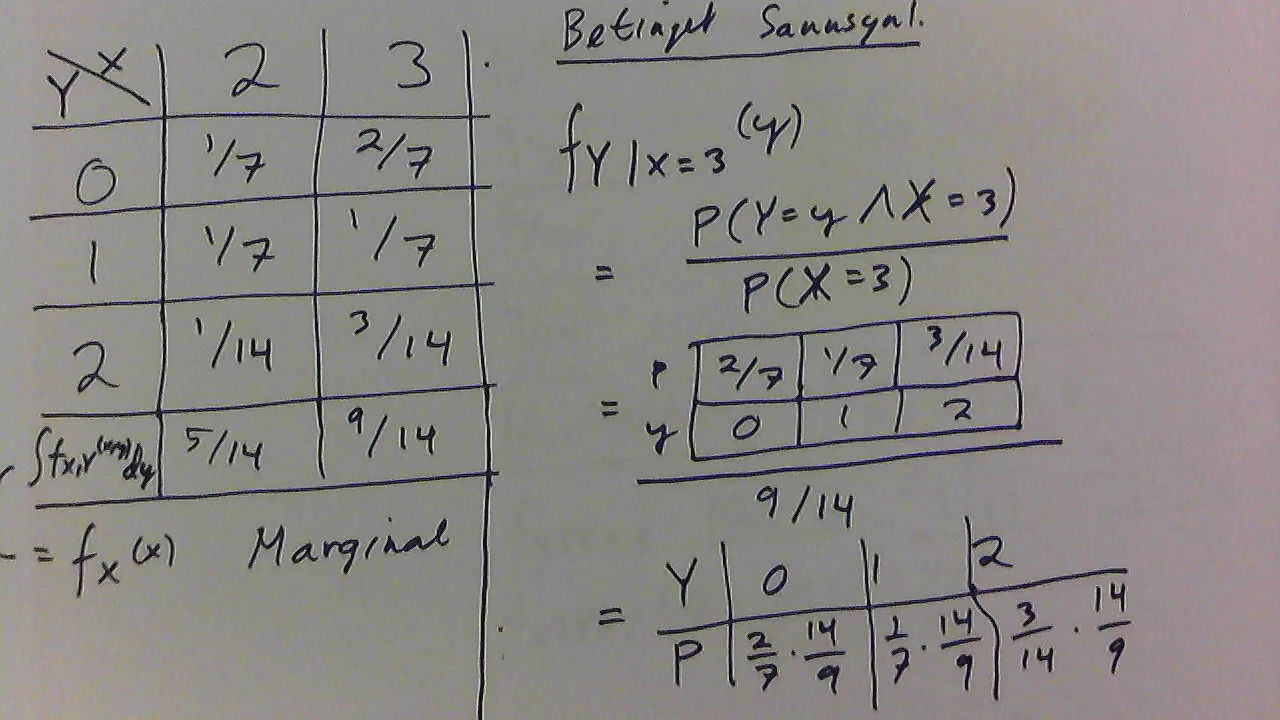 Y X 2 3
0 1/7 2/7
1 1/7 1/7
2 1/14 3/14
∫fX,Y(x,y)dy 5/14 9/14
= fX(x) Marginal
Betinget Sannsynl.
fY|X=3 (y)
= P(Y=y ∧ X=3)
P(X=3)
P 2/7 1/7 3/14
= y 0 1 2
9/14
Y 0 1 2
= P 2/7 · 14/9 1/7 · 14/9 3/14 · 14/9